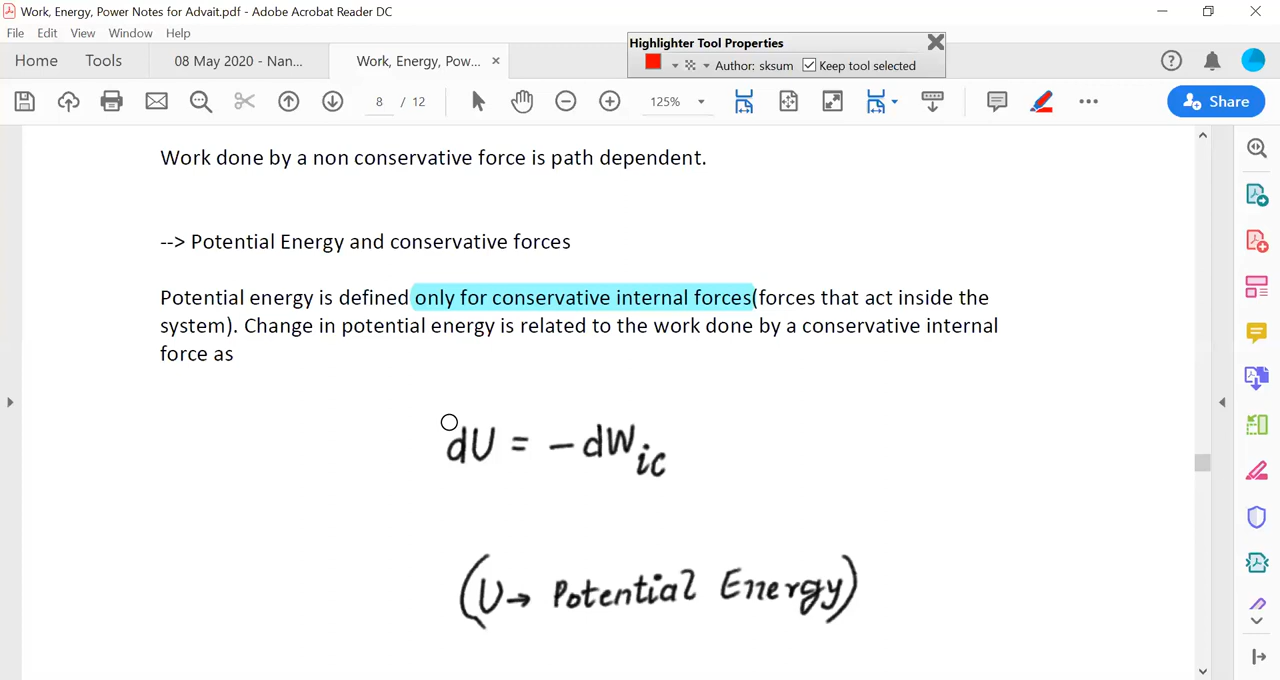 Work, Energy, Power Notes for Advait.pdf - Adobe Acrobat Reader DC
File Edit View Window Help
Highlighter Tool Properties
Author: sksum Keep tool selected
Home Tools 08 May 2020 - Nan... Work, Energy, Pow... ×
8 / 12 125% Share
Work done by a non conservative force is path dependent.
--> Potential Energy and conservative forces
Potential energy is defined only for conservative internal forces(forces that act inside the
system). Change in potential energy is related to the work done by a conservative internal
force as
dU = -dWic
(U→ Potential Energy)